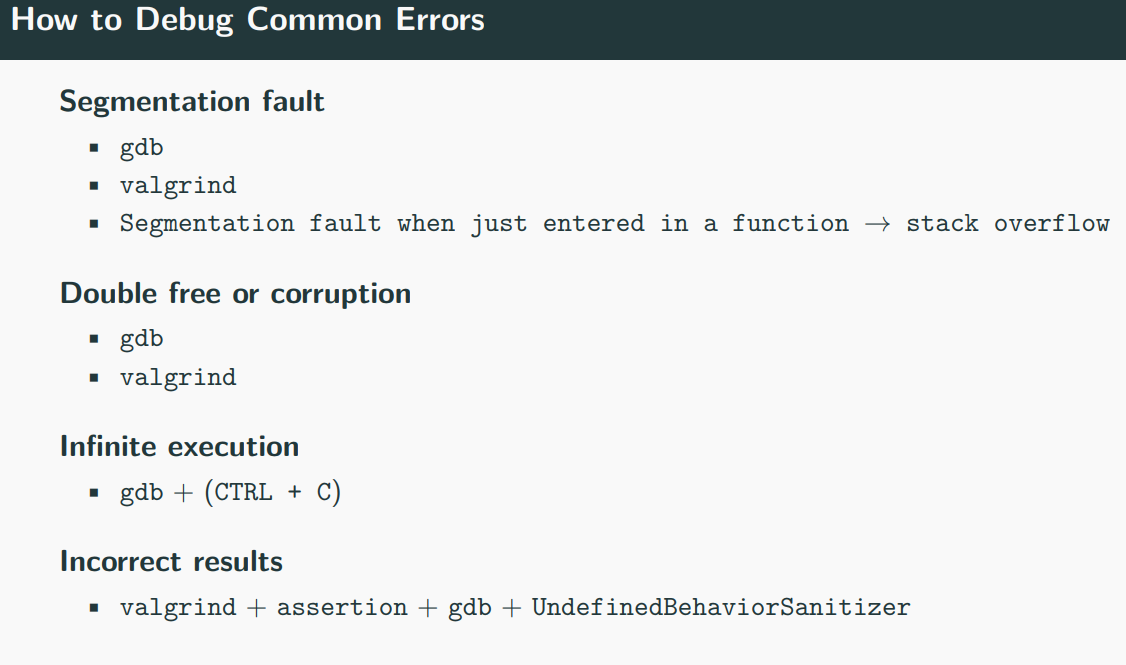 How to Debug Common Errors
Segmentation fault
▪ gdb
▪ valgrind
▪ Segmentation fault when just entered in a function → stack overflow
Double free or corruption
▪ gdb
▪ valgrind
Infinite execution
▪ gdb + (CTRL + C)
Incorrect results
▪ valgrind + assertion + gdb + UndefinedBehaviorSanitizer